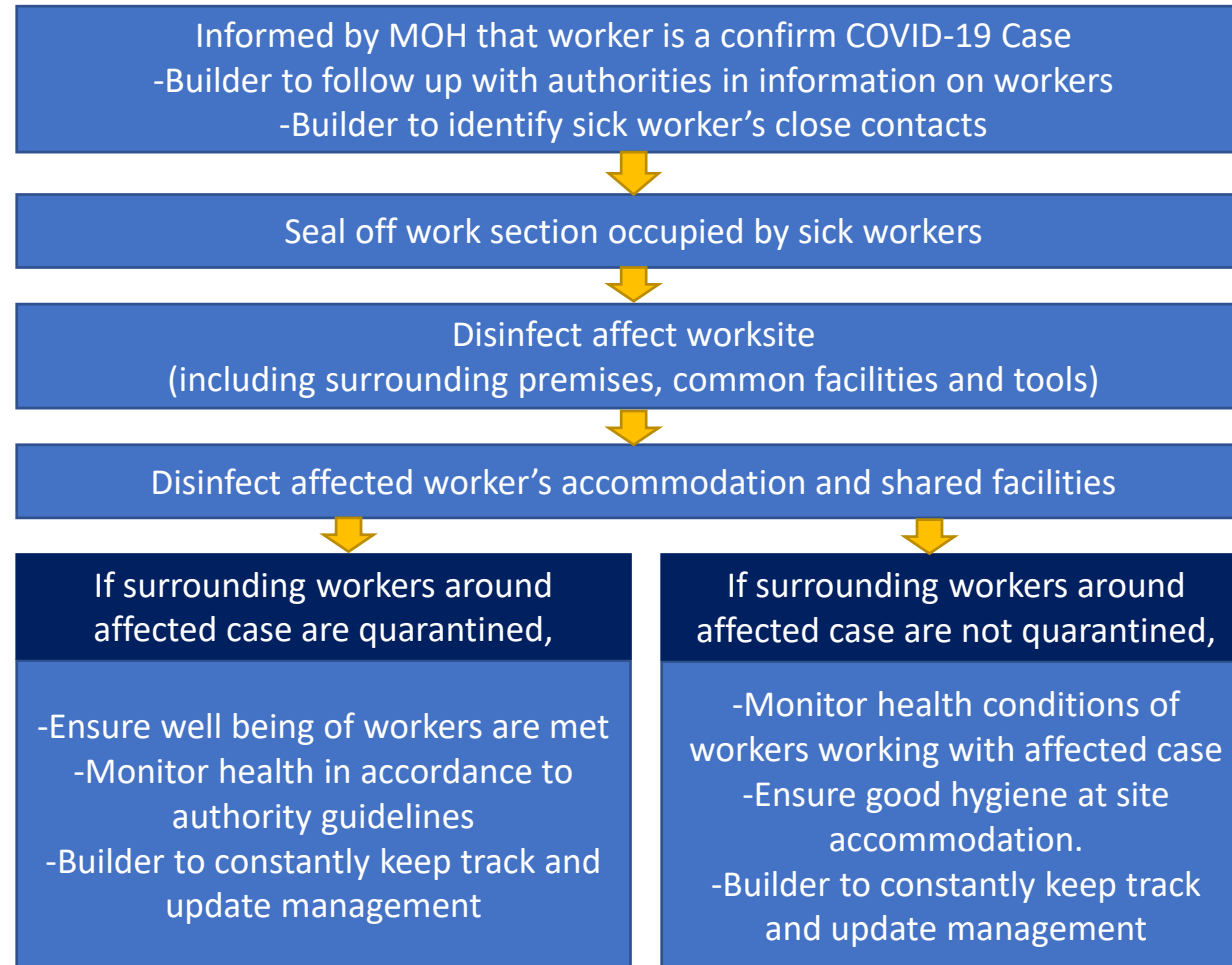 Informed by MOH that worker is a confirm COVID-19 Case
-Builder to follow up with authorities in information on workers
-Builder to identify sick worker’s close contacts
Seal off work section occupied by sick workers
Disinfect affect worksite
(including surrounding premises, common facilities and tools)
Disinfect affected worker’s accommodation and shared facilities
If surrounding workers around
affected case are quarantined,
-Ensure well being of workers are met
-Monitor health in accordance to
authority guidelines
-Builder to constantly keep track and
update management
If surrounding workers around
affected case are not quarantined,
-Monitor health conditions of
workers working with affected case
-Ensure good hygiene at site
accommodation.
-Builder to constantly keep track
and update management